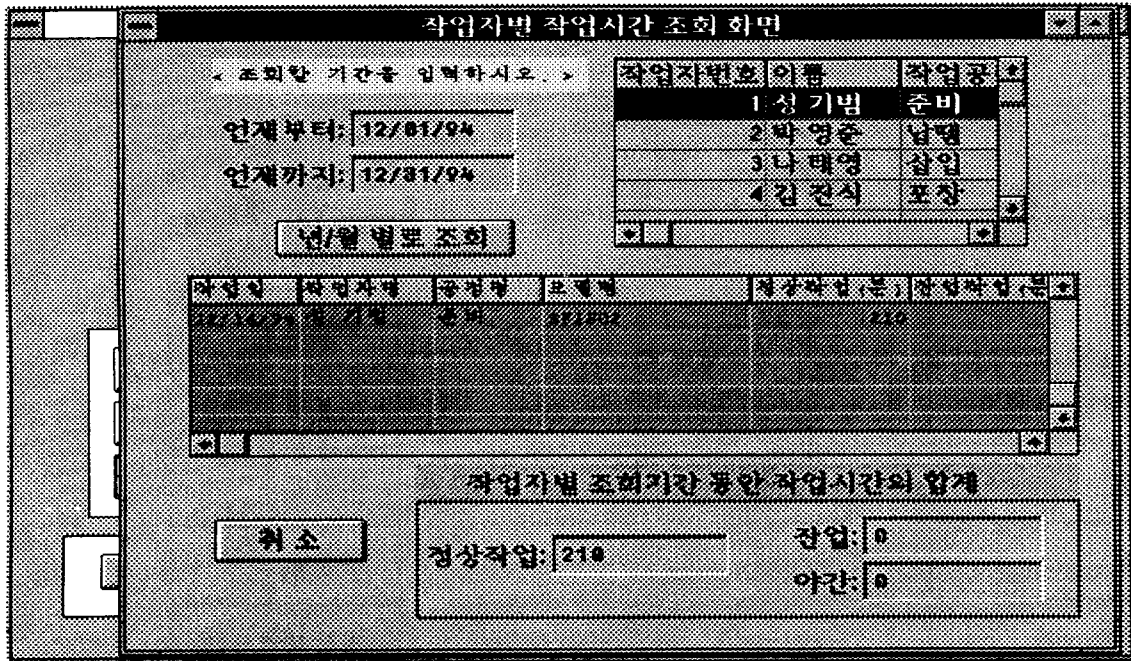 작업자변 작업시간 조회 화면
< 조회할 기간을 입력하시오. >
작업자번호 이름 작업공
1 성 기범 준비
언제부터: 12/01/94
2 박 영준 납땜
3 나 태영 삽입
언제까지: 12/31/94
4 김 진식 포장
년/월 별로 조회
작업일 작업자명 공정명 모델명 정상작업(분) 잔업작업(분
준비 210
작업자별 조회기간 동안 작업시간의 합계
취 소
정상작업: 210
잔업: 0
야간: 0